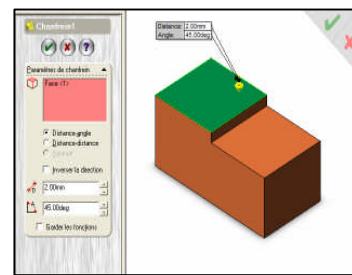 Chanfrein1
Paramètres de chanfrein
Face <1>
Distance-angle
Distance-distance
Sommet
Inverser la direction
2.00mm
45.00deg
Garder les fonctions
Distance: 2.00mm
Angle: 45.00deg